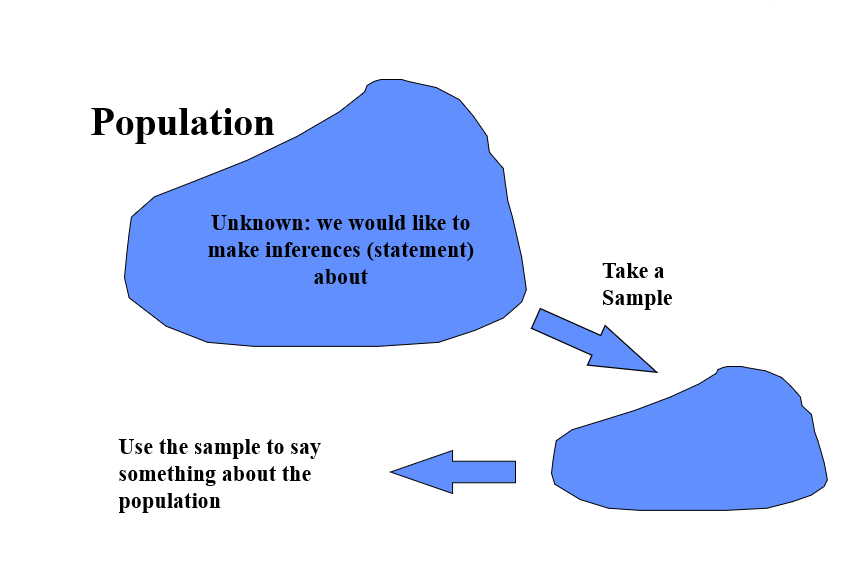 Population
Unknown: we would like to
make inferences (statement)
about
Take a
Sample
Use the sample to say
something about the
population